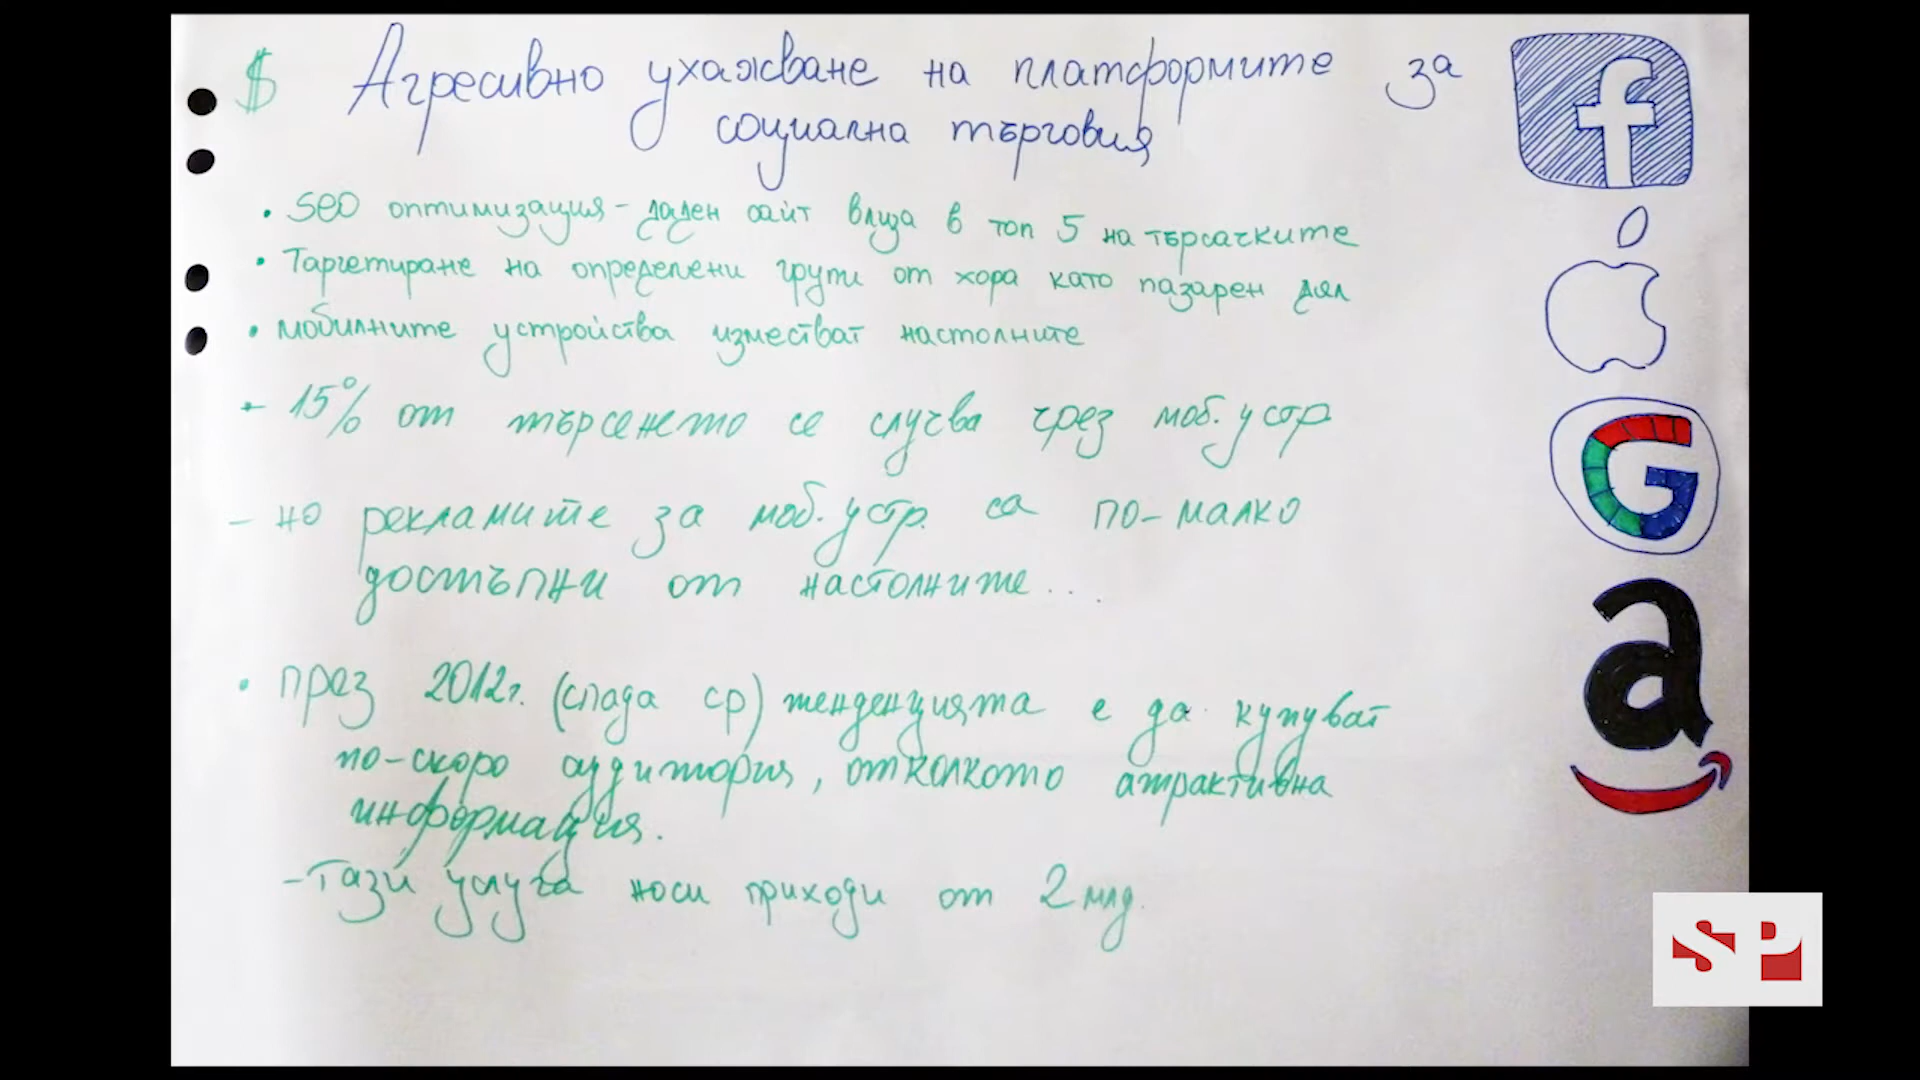 $ Агресивно ухажване на платформите за
социална търговия
• SEO оптимизация - даден сайт влиза в топ 5 на търсачките
• Таргетиране на определени групи от хора като пазарен дял
• мобилните устройства изместват настолните
- 15% от търсенето се случва чрез моб. устр
- но рекламите за моб. устр. са по-малко
достъпни от настолните...
• през 2012г. (спада ср) тенденцията е да купуват
по-скоро аудитория, отколкото атрактивна
информация.
- Тази услуга носи приходи от 2 млд.
f
G
a
SP